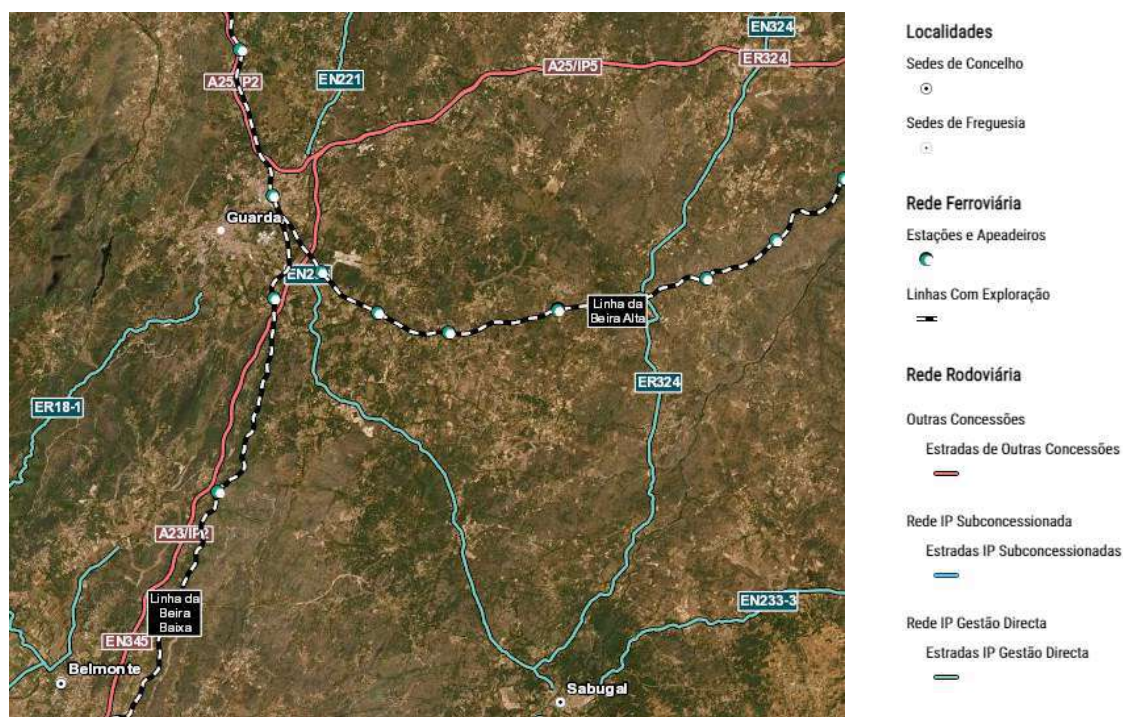 EN324
ER324
A25/IP5
A25/IP2
EN221
Guarda
Linha da
Beira Alta
ER324
ER18-1
A23/IP2
Linha da
Beira
Baixa
EN345
Belmonte
EN233-3
Sabugal
Localidades
Sedes de Concelho
Sedes de Freguesia
Rede Ferroviária
Estações e Apeadeiros
Linhas Com Exploração
Rede Rodoviária
Outras Concessões
Estradas de Outras Concessões
Rede IP Subconcessionada
Estradas IP Subconcessionadas
Rede IP Gestão Directa
Estradas IP Gestão Directa